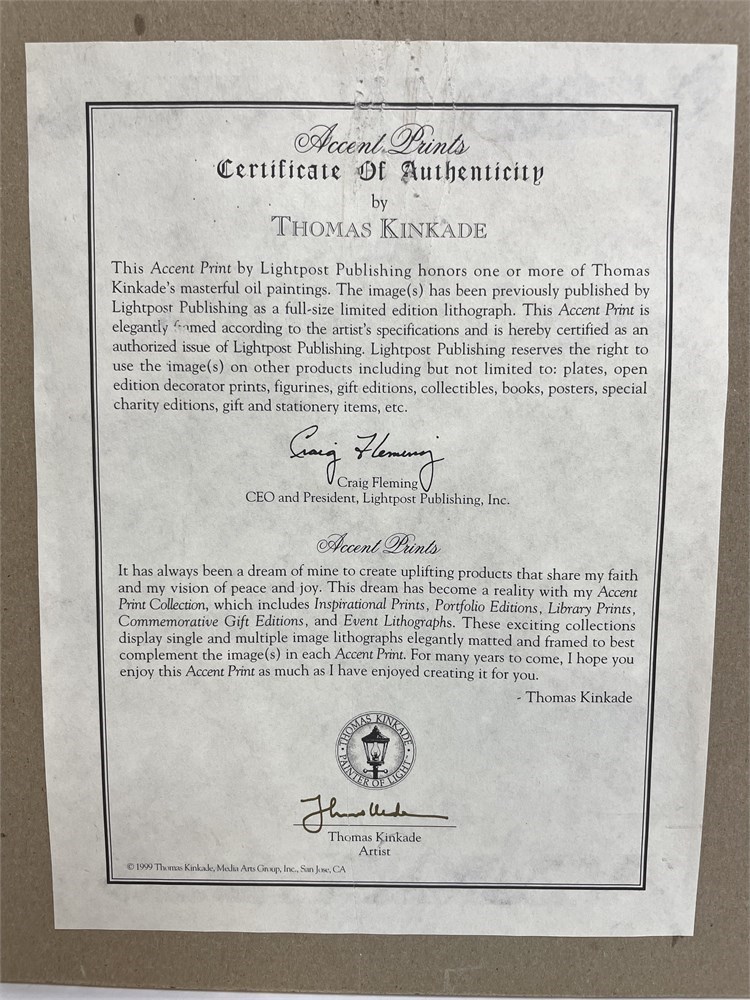 Accent Prints
Certificate Of Authenticity
by
THOMAS KINKADE
This Accent Print by Lightpost Publishing honors one or more of Thomas
Kinkade's masterful oil paintings. The image(s) has been previously published by
Lightpost Publishing as a full-size limited edition lithograph. This Accent Print is
elegantly framed according to the artist's specifications and is hereby certified as an
authorized issue of Lightpost Publishing. Lightpost Publishing reserves the right to
use the image(s) on other products including but not limited to: plates, open
edition decorator prints, figurines, gift editions, collectibles, books, posters, special
charity editions, gift and stationery items, etc.
Craig Fleming
Craig Fleming
CEO and President, Lightpost Publishing, Inc.
Accent Prints
It has always been a dream of mine to create uplifting products that share my faith
and my vision of peace and joy. This dream has become a reality with my Accent
Print Collection, which includes Inspirational Prints, Portfolio Editions, Library Prints,
Commemorative Gift Editions, and Event Lithographs. These exciting collections
display single and multiple image lithographs elegantly matted and framed to best
complement the image(s) in each Accent Print. For many years to come, I hope you
enjoy this Accent Print as much as I have enjoyed creating it for you.
- Thomas Kinkade
THOMAS KINKADE
PAINTER OF LIGHT
Thomas Kinkade
Artist
© 1999 Thomas Kinkade, Media Arts Group, Inc., San Jose, CA